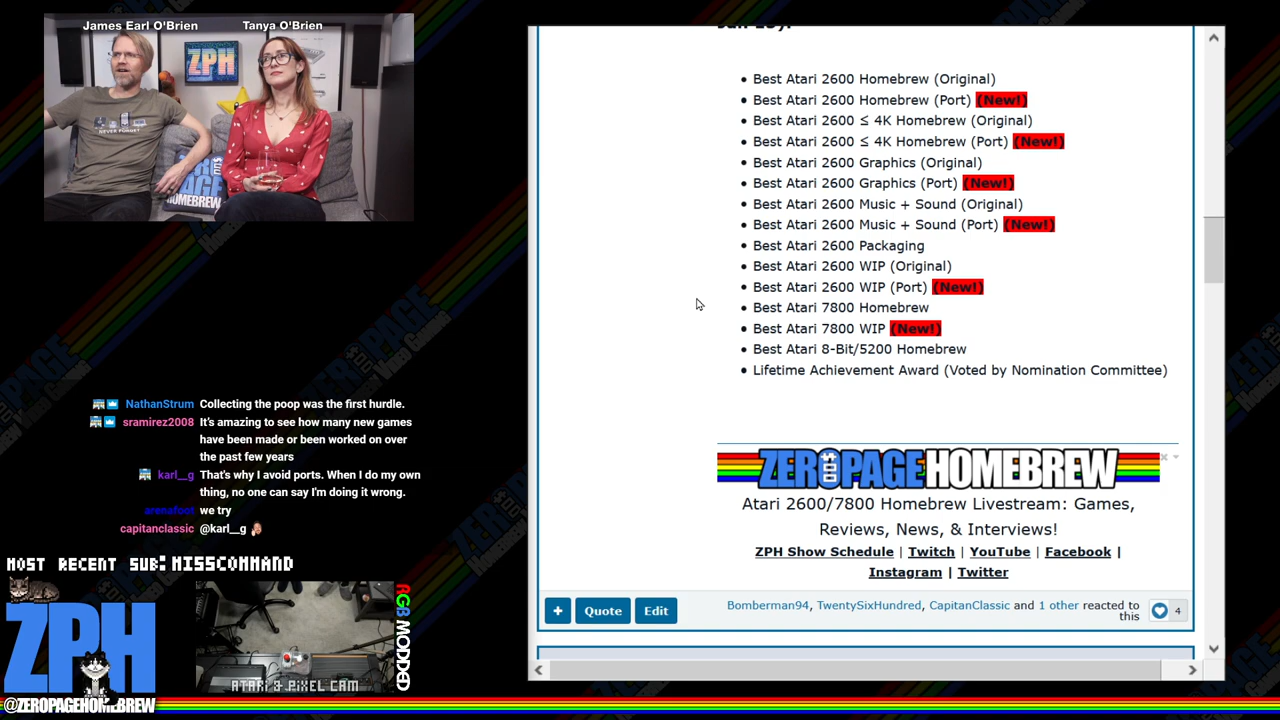 James Earl O'Brien
Tanya O'Brien
ZPH
NEVER FORGET
Best Atari 2600 Homebrew (Original)
Best Atari 2600 Homebrew (Port) (New!)
Best Atari 2600 ≤ 4K Homebrew (Original)
Best Atari 2600 ≤ 4K Homebrew (Port) (New!)
Best Atari 2600 Graphics (Original)
Best Atari 2600 Graphics (Port) (New!)
Best Atari 2600 Music + Sound (Original)
Best Atari 2600 Music + Sound (Port) (New!)
Best Atari 2600 Packaging
Best Atari 2600 WIP (Original)
Best Atari 2600 WIP (Port) (New!)
Best Atari 7800 Homebrew
Best Atari 7800 WIP (New!)
Best Atari 8-Bit/5200 Homebrew
Lifetime Achievement Award (Voted by Nomination Committee)
ZEROPAGEHOMEBREW
Atari 2600/7800 Homebrew Livestream: Games,
Reviews, News, & Interviews!
ZPH Show Schedule | Twitch | YouTube | Facebook |
Instagram | Twitter
+ Quote Edit
Bomberman94, TwentySixHundred, CapitanClassic and 1 other reacted to
this
4
NathanStrum Collecting the poop was the first hurdle.
sramirez2008 It's amazing to see how many new games
have been made or been worked on over
the past few years
karl__g That's why I avoid ports. When I do my own
thing, no one can say I'm doing it wrong.
arenafoot we try
capitanclassic @karl__g
MOST RECENT SUB: MISSCOMMAND
ZPH
RGB MODDED
ATARI & PIXEL CAM
@ZEROPAGEHOMEBREW